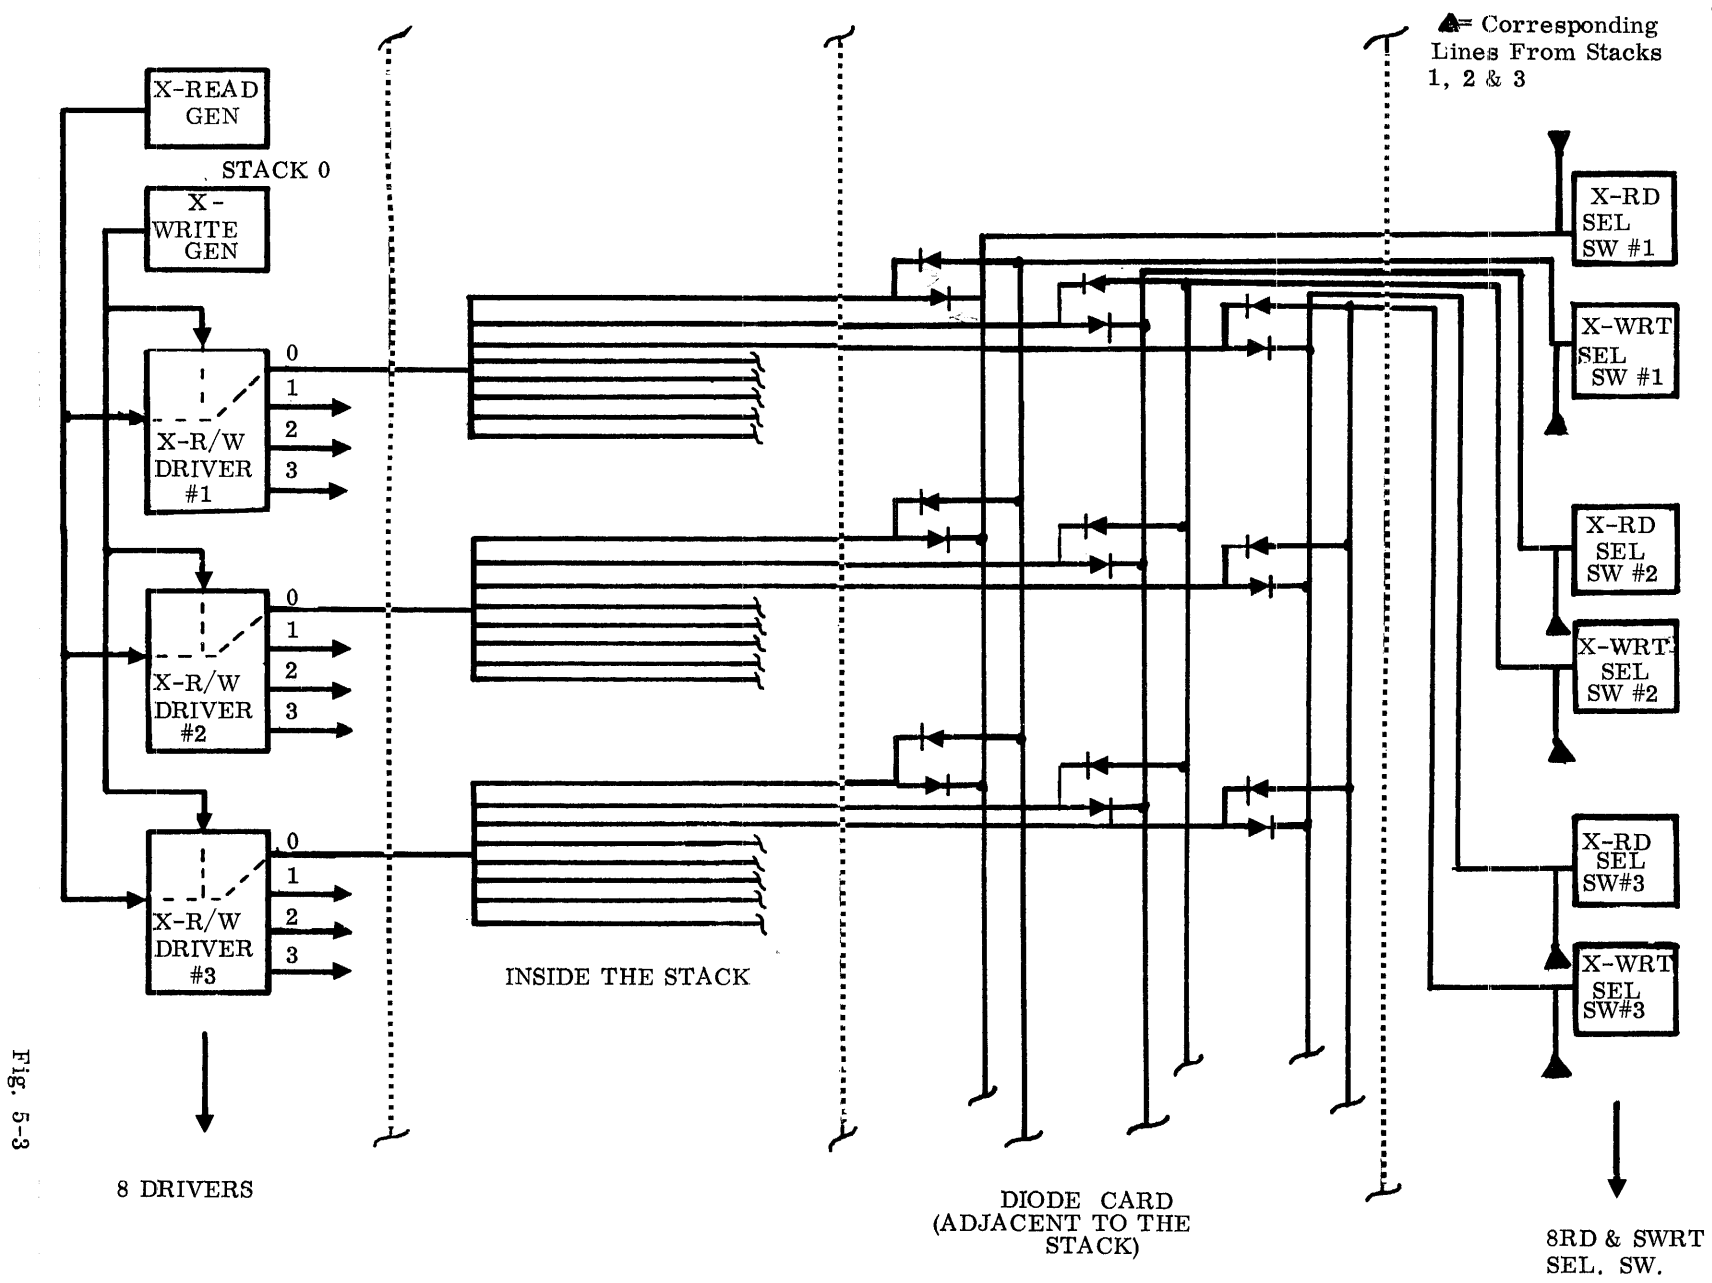 ▲= Corresponding
Lines From Stacks
1, 2 & 3
X-READ
GEN
STACK 0
X-
WRITE
GEN
0
1
2
3
X-R/W
DRIVER
#1
0
1
2
3
X-R/W
DRIVER
#2
0
1
2
3
X-R/W
DRIVER
#3
8 DRIVERS
INSIDE THE STACK
DIODE CARD
(ADJACENT TO THE
STACK)
X-RD
SEL
SW #1
X-WRT
SEL
SW #1
X-RD
SEL
SW #2
X-WRT
SEL
SW #2
X-RD
SEL
SW#3
X-WRT
SEL
SW#3
8RD & SWRT
SEL. SW.
Fig. 5-3